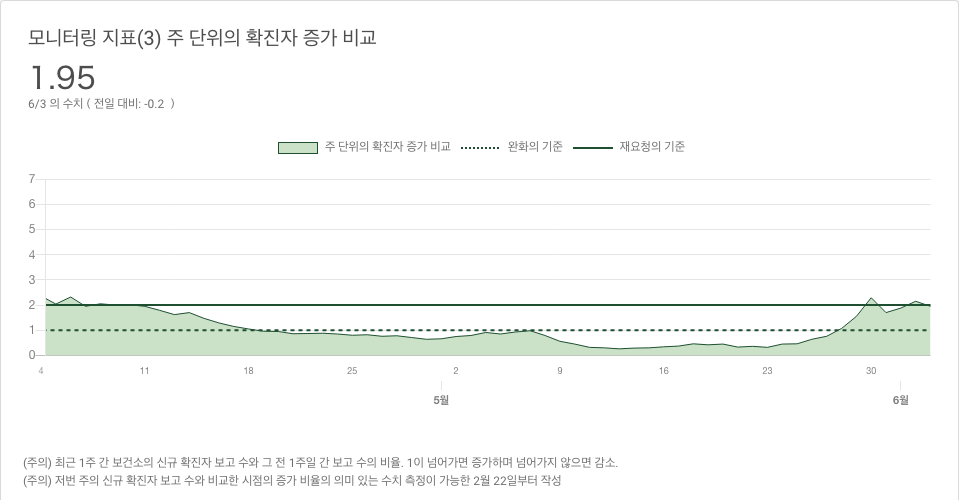 모니터링 지표(3) 주 단위의 확진자 증가 비교
1.95
6/3 의 수치 ( 전일 대비: -0.2 )
주 단위의 확진자 증가 비교 완화의 기준 재요청의 기준
7
6
5
4
3
2
1
0
4 11 18 25 2 9 16 23 30
5월 6월
(주의) 최근 1주 간 보건소의 신규 확진자 보고 수와 그 전 1주일 간 보고 수의 비율. 1이 넘어가면 증가하며 넘어가지 않으면 감소.
(주의) 저번 주의 신규 확진자 보고 수와 비교한 시점의 증가 비율의 의미 있는 수치 측정이 가능한 2월 22일부터 작성